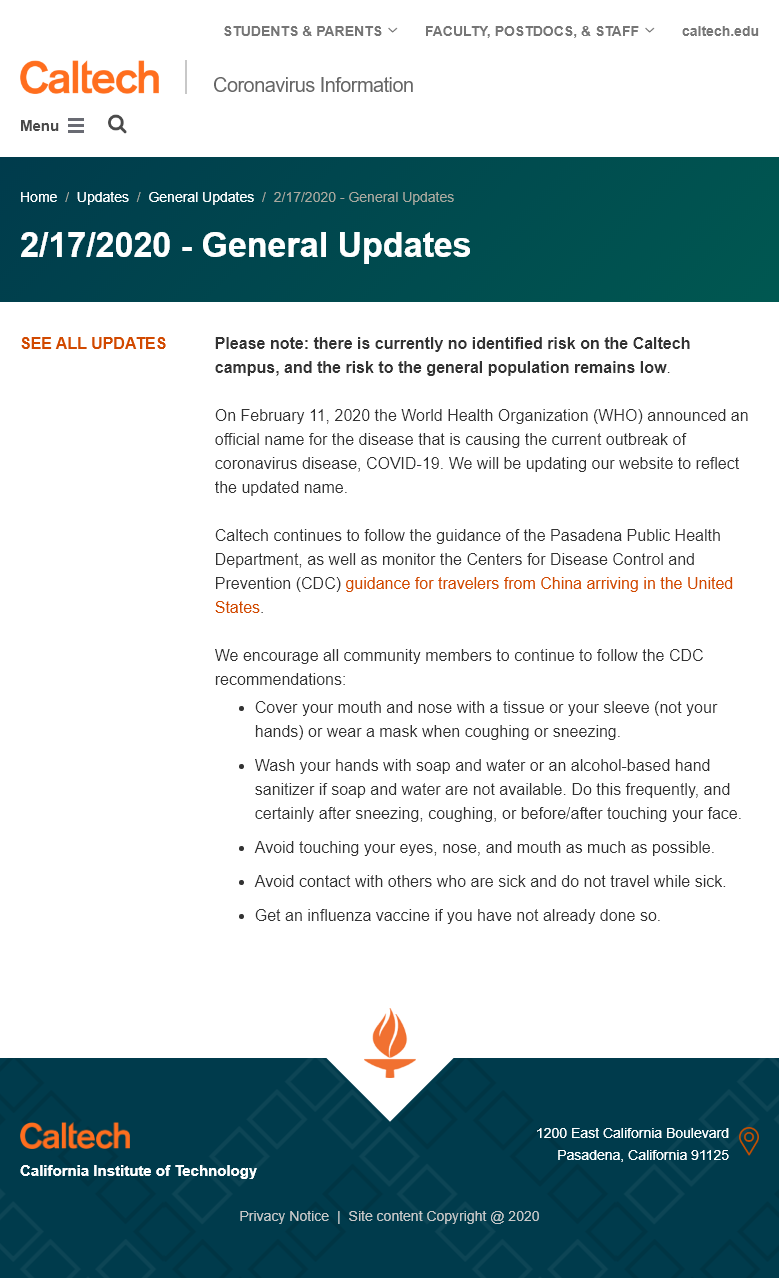 STUDENTS & PARENTS
FACULTY, POSTDOCS, & STAFF
caltech.edu
Caltech
Coronavirus Information
Menu
Home / Updates / General Updates / 2/17/2020 - General Updates
2/17/2020 - General Updates
SEE ALL UPDATES
Please note: there is currently no identified risk on the Caltech
campus, and the risk to the general population remains low.
On February 11, 2020 the World Health Organization (WHO) announced an
official name for the disease that is causing the current outbreak of
coronavirus disease, COVID-19. We will be updating our website to reflect
the updated name.
Caltech continues to follow the guidance of the Pasadena Public Health
Department, as well as monitor the Centers for Disease Control and
Prevention (CDC) guidance for travelers from China arriving in the United
States.
We encourage all community members to continue to follow the CDC
recommendations:
• Cover your mouth and nose with a tissue or your sleeve (not your
hands) or wear a mask when coughing or sneezing.
• Wash your hands with soap and water or an alcohol-based hand
sanitizer if soap and water are not available. Do this frequently, and
certainly after sneezing, coughing, or before/after touching your face.
• Avoid touching your eyes, nose, and mouth as much as possible.
• Avoid contact with others who are sick and do not travel while sick.
• Get an influenza vaccine if you have not already done so.
Caltech
California Institute of Technology
1200 East California Boulevard
Pasadena, California 91125
Privacy Notice | Site content Copyright @ 2020